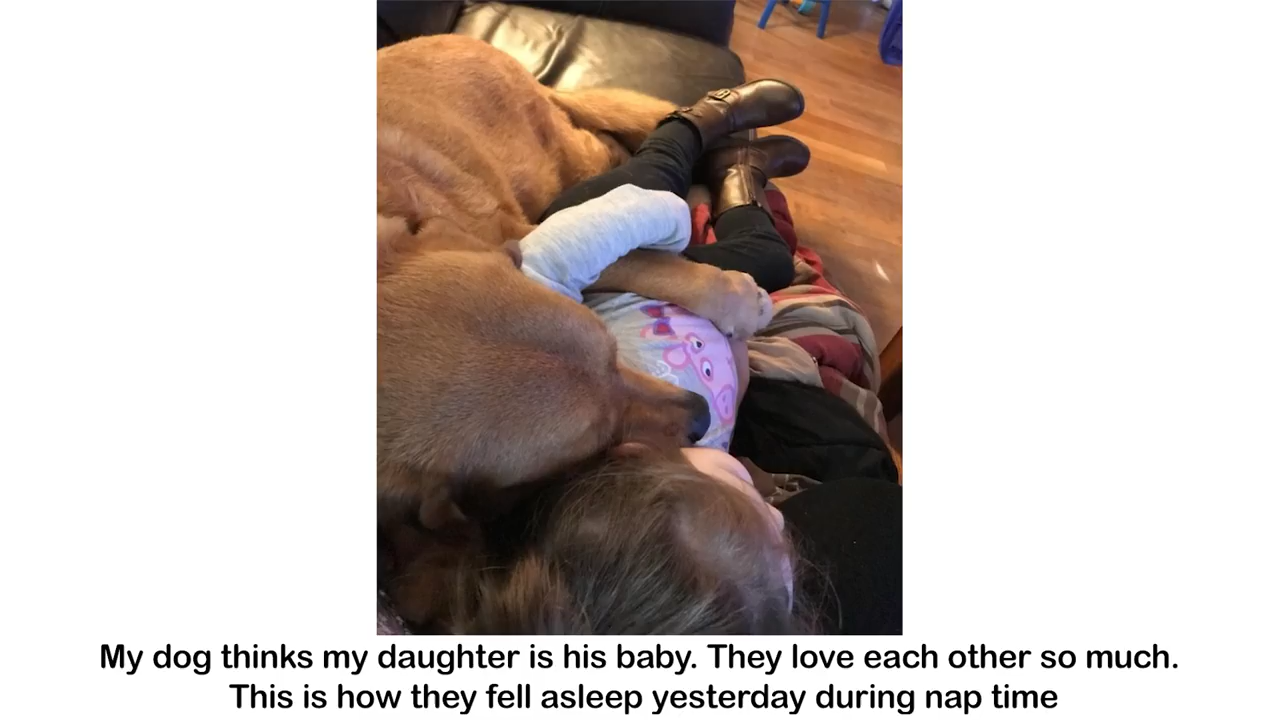 My dog thinks my daughter is his baby. They love each other so much.
This is how they fell asleep yesterday during nap time